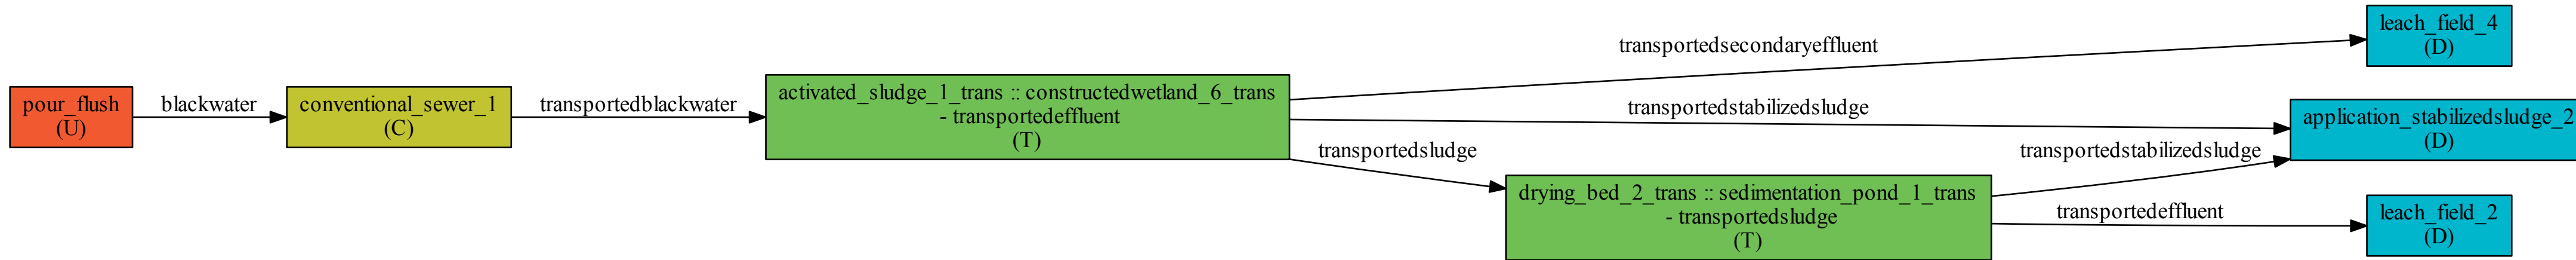 pour_flush
(U)
blackwater
conventional_sewer_1
(C)
transportedblackwater
activated_sludge_1_trans :: constructedwetland_6_trans
- transportedeffluent
(T)
transportedsecondaryeffluent
transportedstabilizedsludge
transportedsludge
drying_bed_2_trans :: sedimentation_pond_1_trans
- transportedsludge
(T)
transportedstabilizedsludge
transportedeffluent
leach_field_4
(D)
application_stabilizedsludge_2
(D)
leach_field_2
(D)